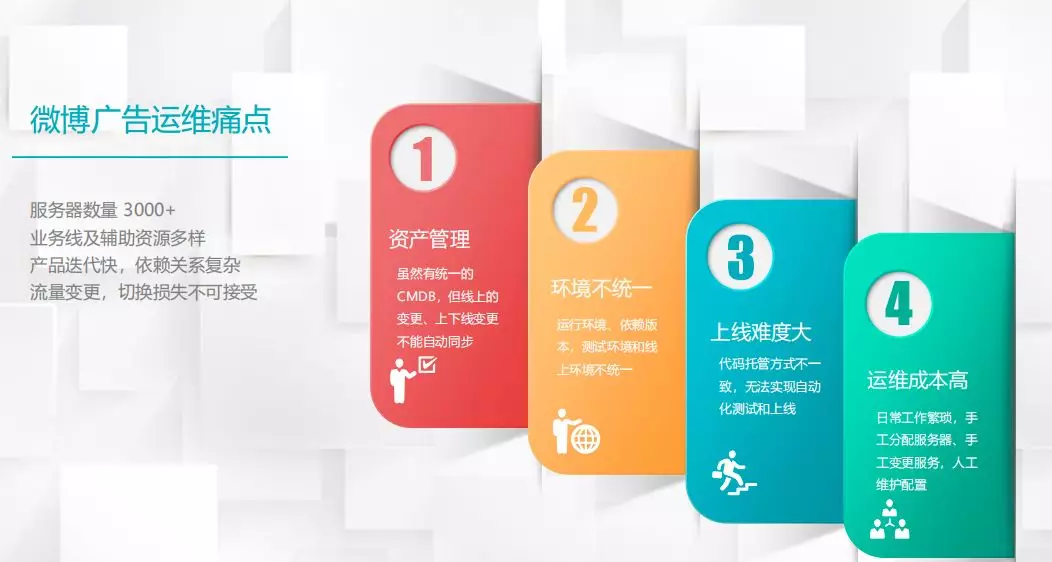 微博广告运维痛点
服务器数量 3000+
业务线及辅助资源多样
产品迭代快，依赖关系复杂
流量变更，切换损失不可接受
1
资产管理
虽然有统一的
CMDB，但线上的
变更、上下线变更
不能自动同步
2
环境不统一
运行环境、依赖版
本，测试环境和线
上环境不统一
3
上线难度大
代码托管方式不一
致，无法实现自动
化测试和上线
4
运维成本高
日常工作繁琐，手
工分配服务器、手
工变更服务，人工
维护配置